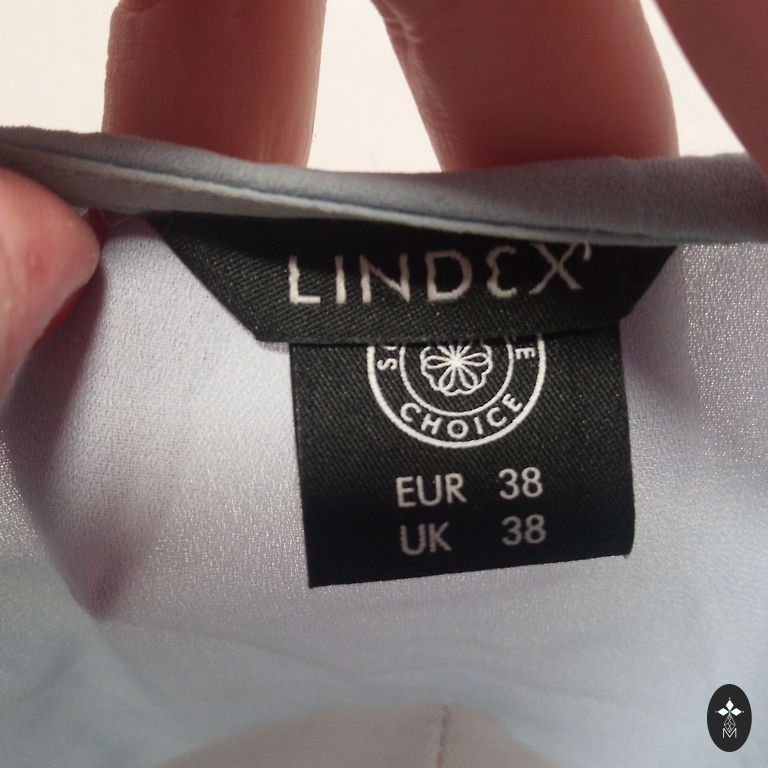 LINDEX
CHOICE
EUR 38
UK 38
M